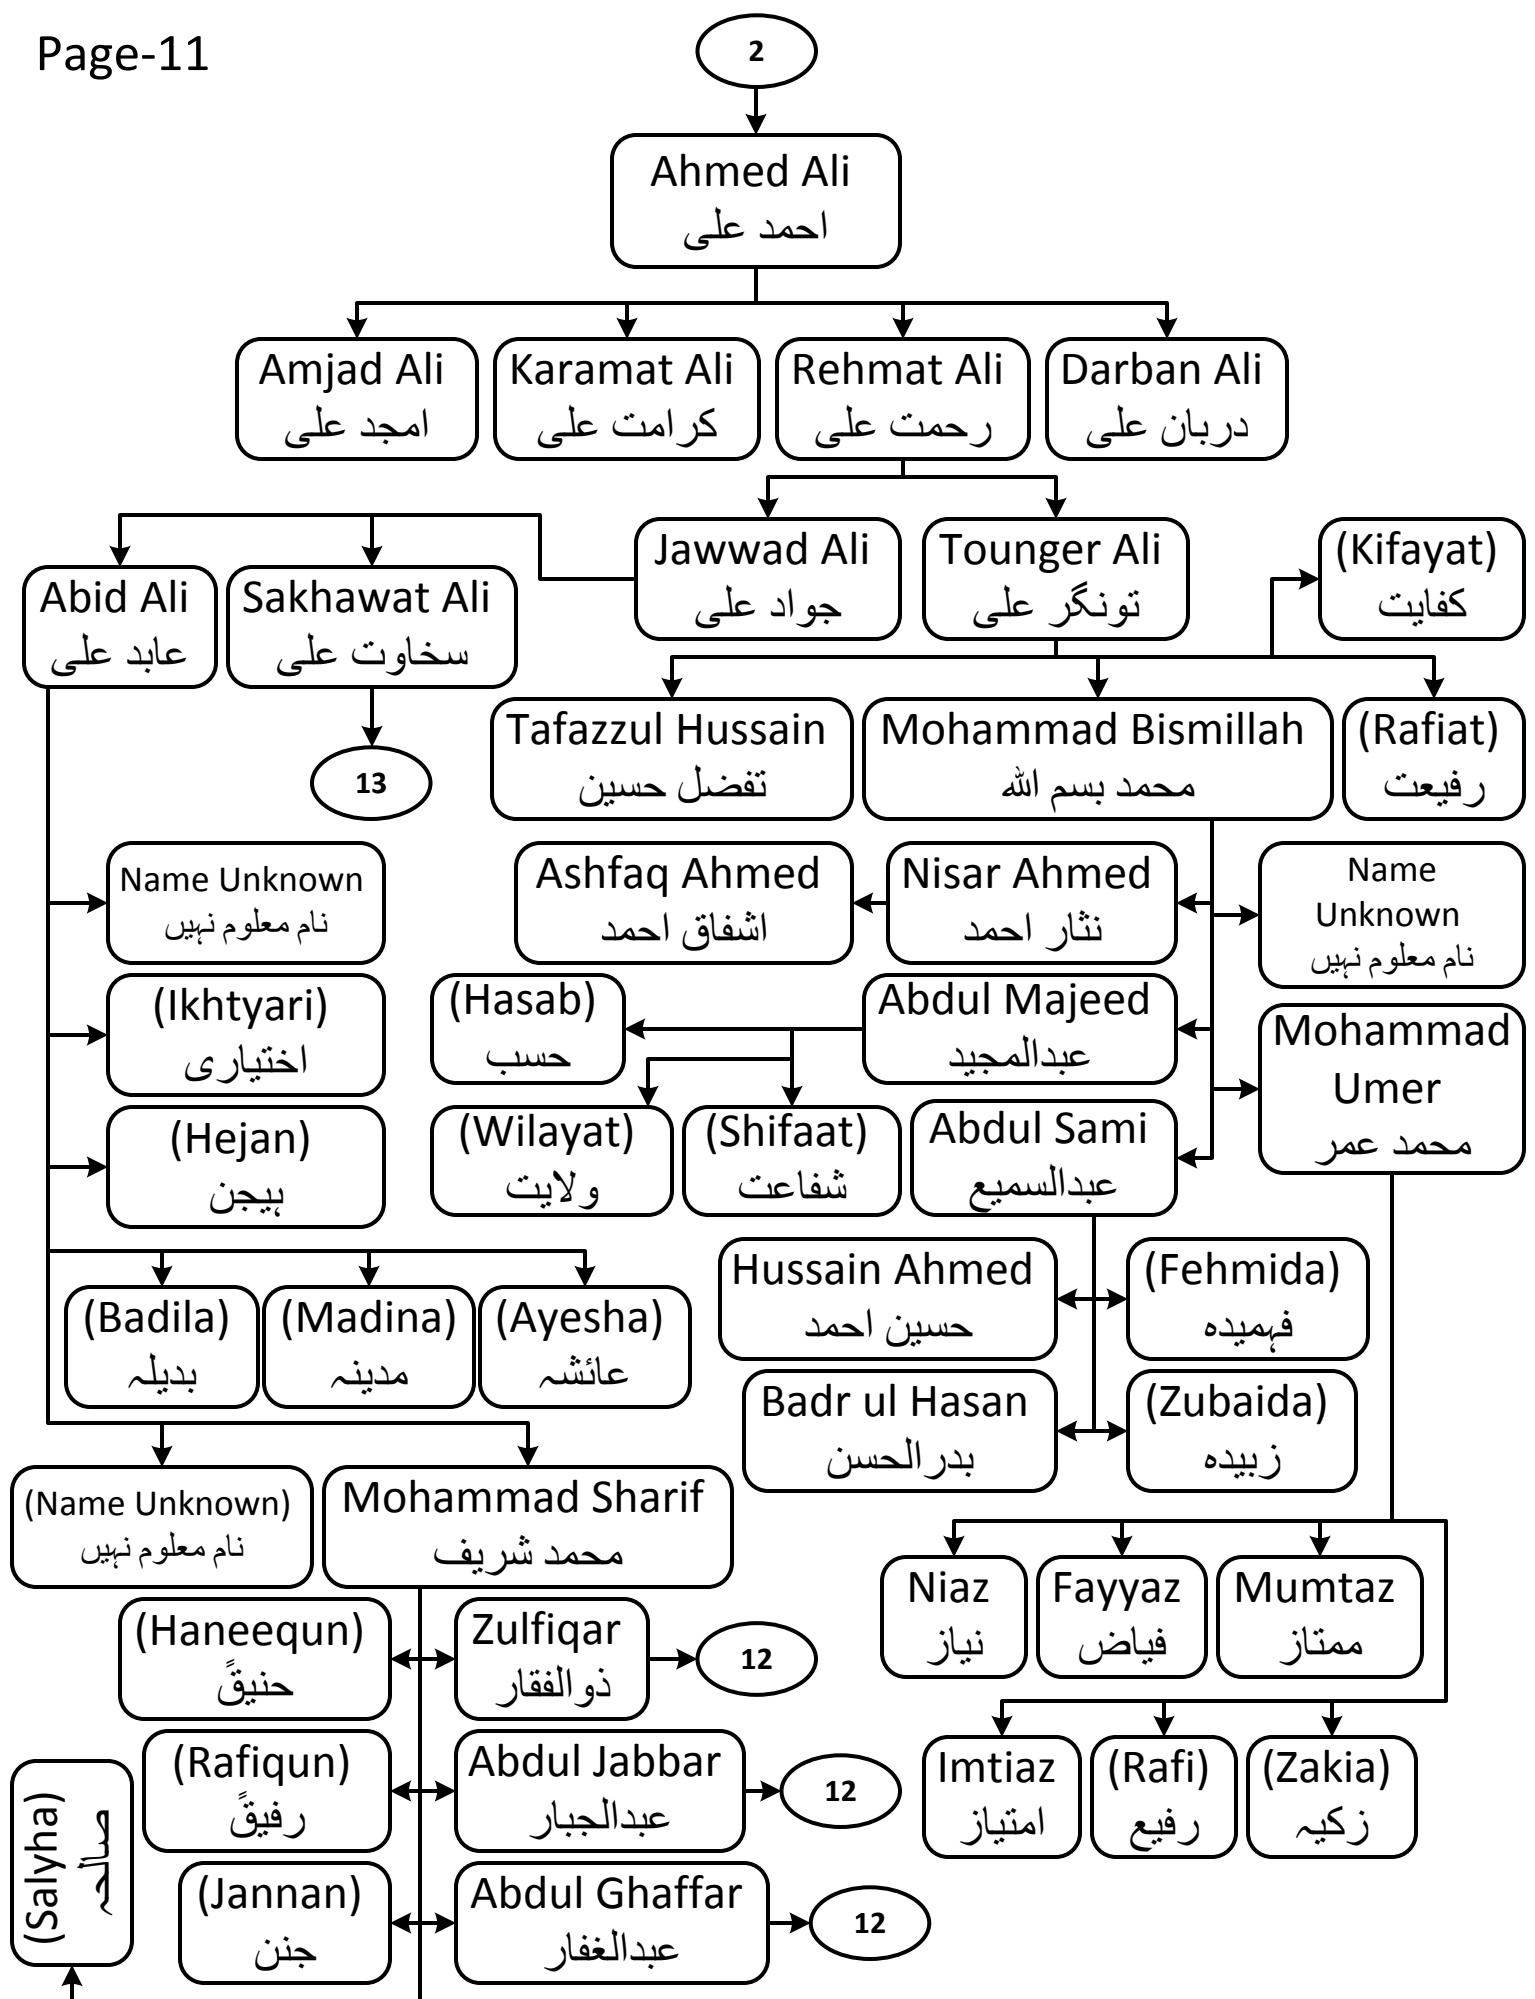 Page-11
2
Ahmed Ali
احمد علی
Amjad Ali
امجد علی
Karamat Ali
کرامت علی
Rehmat Ali
رحمت علی
Darban Ali
دربان علی
Jawwad Ali
جواد علی
Tounger Ali
تونگر علی
(Kifayat)
کفایت
Abid Ali
عابد علی
Sakhawat Ali
سخاوت علی
13
Tafazzul Hussain
تفضل حسین
Mohammad Bismillah
محمد بسم اللہ
(Rafiat)
رفیعت
Name Unknown
نام معلوم نہیں
Ashfaq Ahmed
اشفاق احمد
Nisar Ahmed
نثار احمد
Name
Unknown
نام معلوم نہیں
(Ikhtyari)
اختیاری
(Hasab)
حسب
Abdul Majeed
عبدالمجید
Mohammad
Umer
محمد عمر
(Hejan)
ہیجن
(Wilayat)
ولایت
(Shifaat)
شفاعت
Abdul Sami
عبدالسمیع
(Badila)
بدیلہ
(Madina)
مدینہ
(Ayesha)
عائشہ
Hussain Ahmed
حسین احمد
(Fehmida)
فہمیدہ
Badr ul Hasan
بدرالحسن
(Zubaida)
زبیدہ
(Name Unknown)
نام معلوم نہیں
Mohammad Sharif
محمد شریف
Niaz
نیاز
Fayyaz
فیاض
Mumtaz
ممتاز
(Haneequn)
حنیقً
Zulfiqar
ذوالفقار
12
(Rafiqun)
رفیقً
Abdul Jabbar
عبدالجبار
12
Imtiaz
امتیاز
(Rafi)
رفیع
(Zakia)
زکیہ
(Salyha)
صالحہ
(Jannan)
جنن
Abdul Ghaffar
عبدالغفار
12